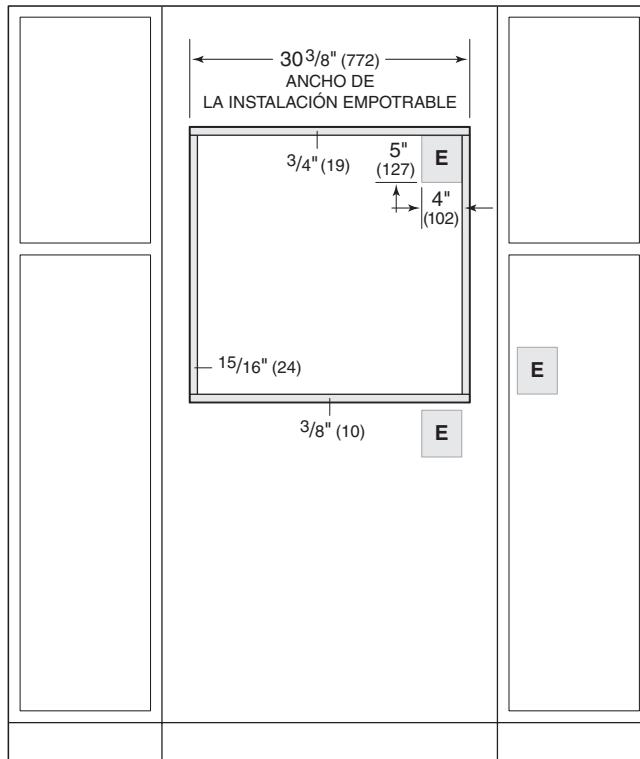 30 3/8" (772)
ANCHO DE
LA INSTALACIÓN EMPOTRABLE
3/4" (19)
5"
(127)
E
4"
(102)
15/16" (24)
E
3/8" (10)
E